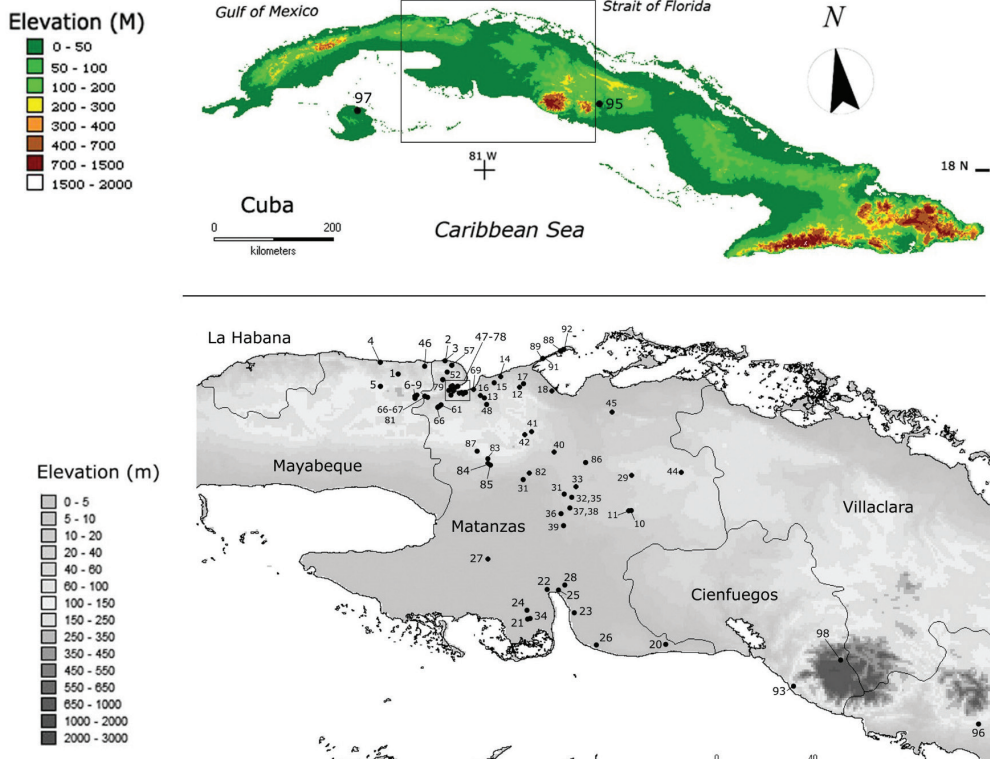 Elevation (M)
0 - 50
50 - 100
100 - 200
200 - 300
300 - 400
400 - 700
700 - 1500
1500 - 2000
Gulf of Mexico
Strait of Florida
N
97
95
81 W
18 N
Cuba
0 200
kilometers
Caribbean Sea
La Habana
4
46
2
3
57
47-78
14
89
88
92
91
1
52
69
5
6-9
79
16
15
17
12
18
13
48
66-67
81
66
61
45
41
42
87
83
40
86
84
85
82
31
33
29
44
31
32,35
36
37,38
11
10
39
Mayabeque
Matanzas
Villaclara
27
22
28
25
Cienfuegos
24
21
34
23
26
20
98
93
96
Elevation (m)
0 - 5
5 - 10
10 - 20
20 - 40
40 - 60
60 - 100
100 - 150
150 - 250
250 - 350
350 - 450
450 - 550
550 - 650
650 - 1000
1000 - 2000
2000 - 3000
0 40